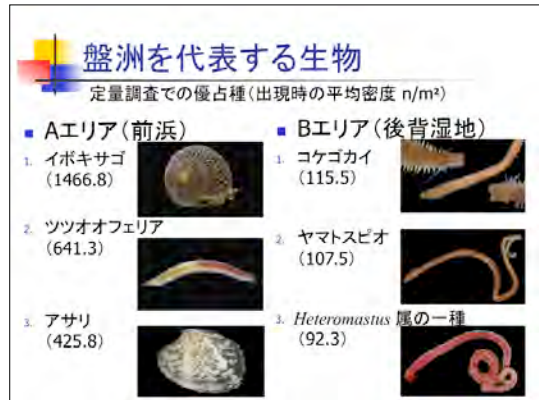 盤洲を代表する生物
定量調査での優占種(出現時の平均密度 n/m²)
■ Aエリア(前浜)
1. イボキサゴ
(1466.8)
2. ツツオオフェリア
(641.3)
3. アサリ
(425.8)
■ Bエリア(後背湿地)
1. コケゴカイ
(115.5)
2. ヤマトスピオ
(107.5)
3. Heteromastus 属の一種
(92.3)